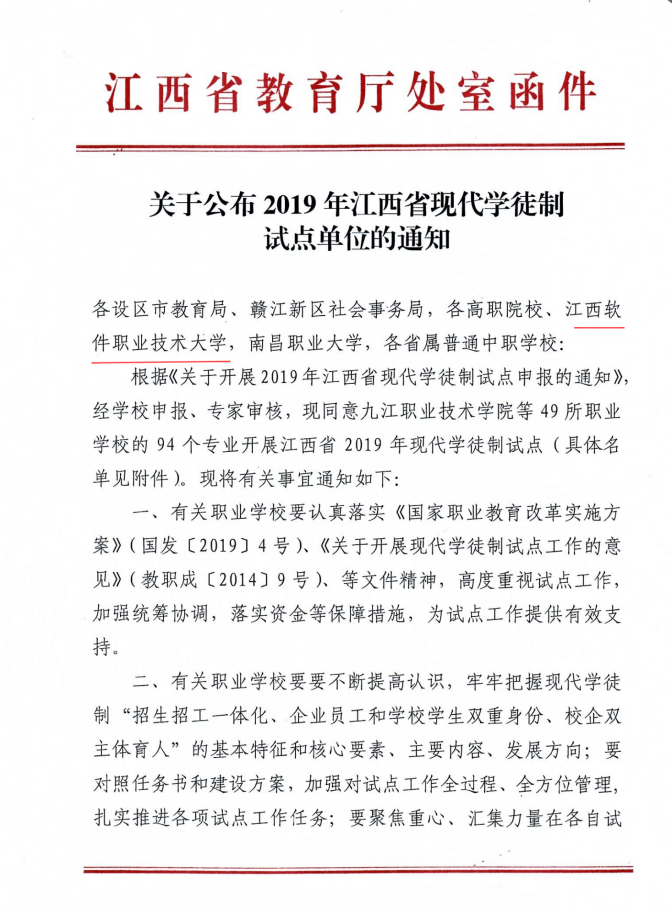 江西省教育厅处室函件
关于公布 2019 年江西省现代学徒制
试点单位的通知
各设区市教育局、赣江新区社会事务局，各高职院校、江西软
件职业技术大学，南昌职业大学，各省属普通中职学校：
根据《关于开展 2019 年江西省现代学徒制试点申报的通知》，
经学校申报、专家审核，现同意九江职业技术学院等 49 所职业
学校的 94 个专业开展江西省 2019 年现代学徒制试点（具体名
单见附件）。现将有关事宜通知如下：
一、有关职业学校要认真落实《国家职业教育改革实施方
案》（国发〔2019〕4 号）、《关于开展现代学徒制试点工作的意
见》（教职成〔2014〕9 号）、等文件精神，高度重视试点工作，
加强统筹协调，落实资金等保障措施，为试点工作提供有效支
持。
二、有关职业学校要要不断提高认识，牢牢把握现代学徒
制“招生招工一体化、企业员工和学校学生双重身份、校企双
主体育人”的基本特征和核心要素、主要内容、发展方向；要
对照任务书和建设方案，加强对试点工作全过程、全方位管理，
扎实推进各项试点工作任务；要聚焦重心、汇集力量在各自试